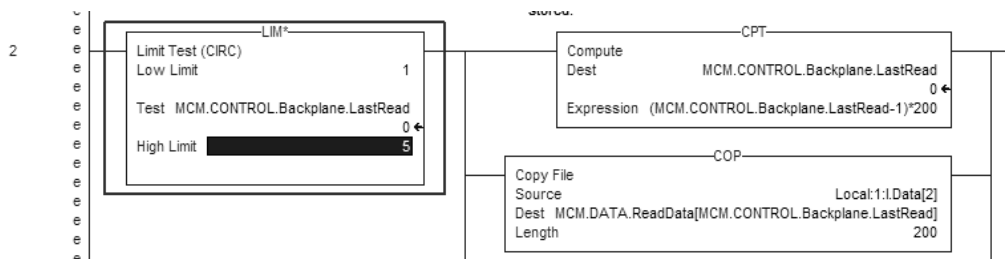 stored.
2
e
e
e
e
e
e
e
e
e
e
e
e
e
e
LIM*
Limit Test (CIRC)
Low Limit 1
Test MCM.CONTROL.Backplane.LastRead
0
High Limit 5
CPT
Compute
Dest MCM.CONTROL.Backplane.LastRead
0
Expression (MCM.CONTROL.Backplane.LastRead-1)*200
COP
Copy File
Source Local:1:I.Data[2]
Dest MCM.DATA.ReadData[MCM.CONTROL.Backplane.LastRead]
Length 200